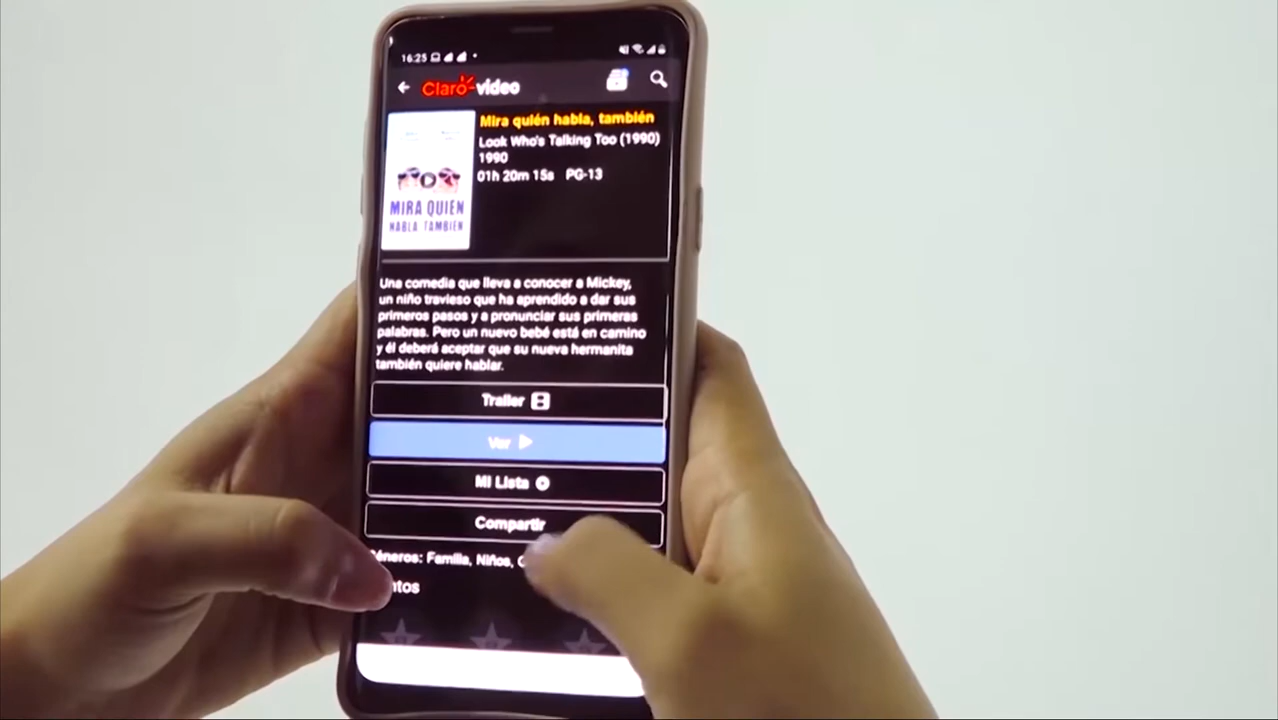 16:25
Claro-video
Mira quién habla, también
Look Who's Talking Too (1990)
1990
01h 20m 15s PG-13
MIRA QUIEN
HABLA TAMBIÉN
Una comedia que lleva a conocer a Mickey,
un niño travieso que ha aprendido a dar sus
primeros pasos y a pronunciar sus primeras
palabras. Pero un nuevo bebé está en camino
y él deberá aceptar que su nueva hermanita
también quiere hablar.
Trailer
Ver
Mi Lista
Compartir
éneros: Familia, Niños,
ntos